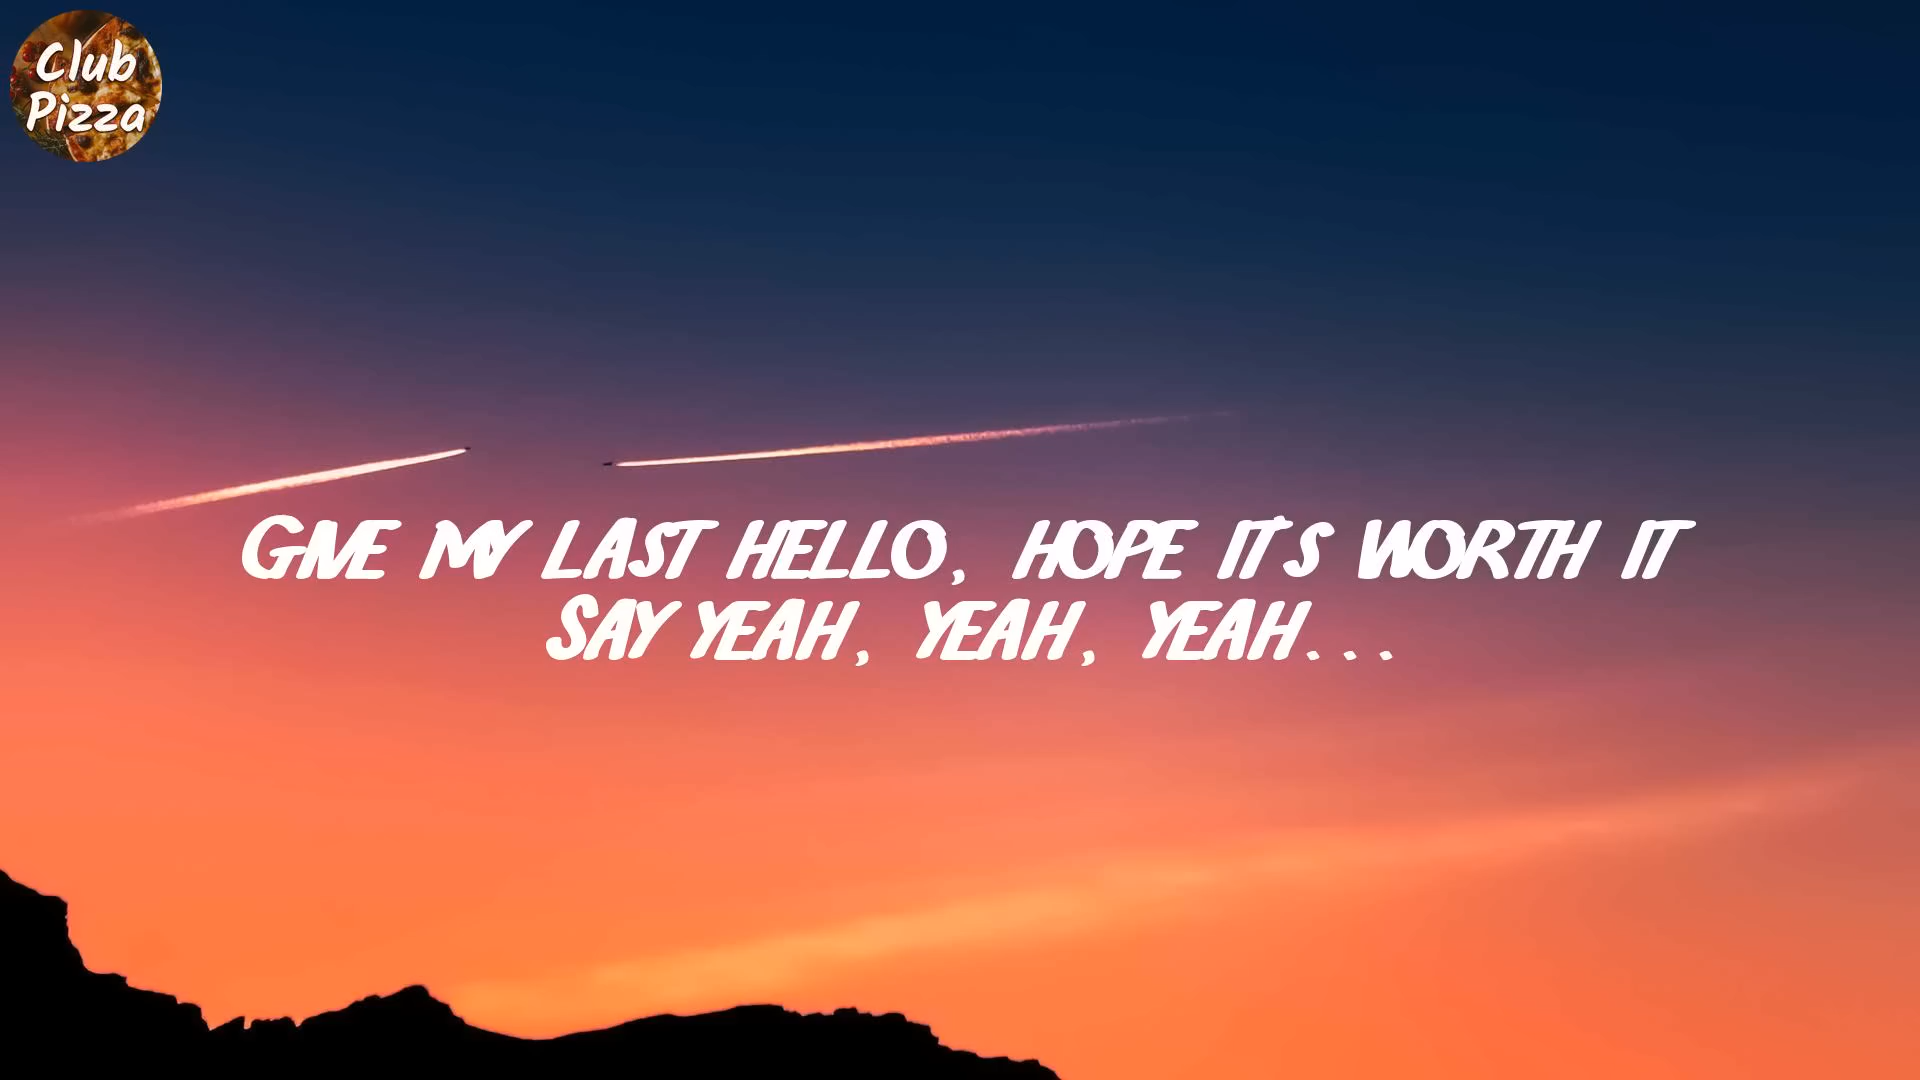 Club
Pizza
GIVE MY LAST HELLO, HOPE IT'S WORTH IT
SAY YEAH, YEAH, YEAH...